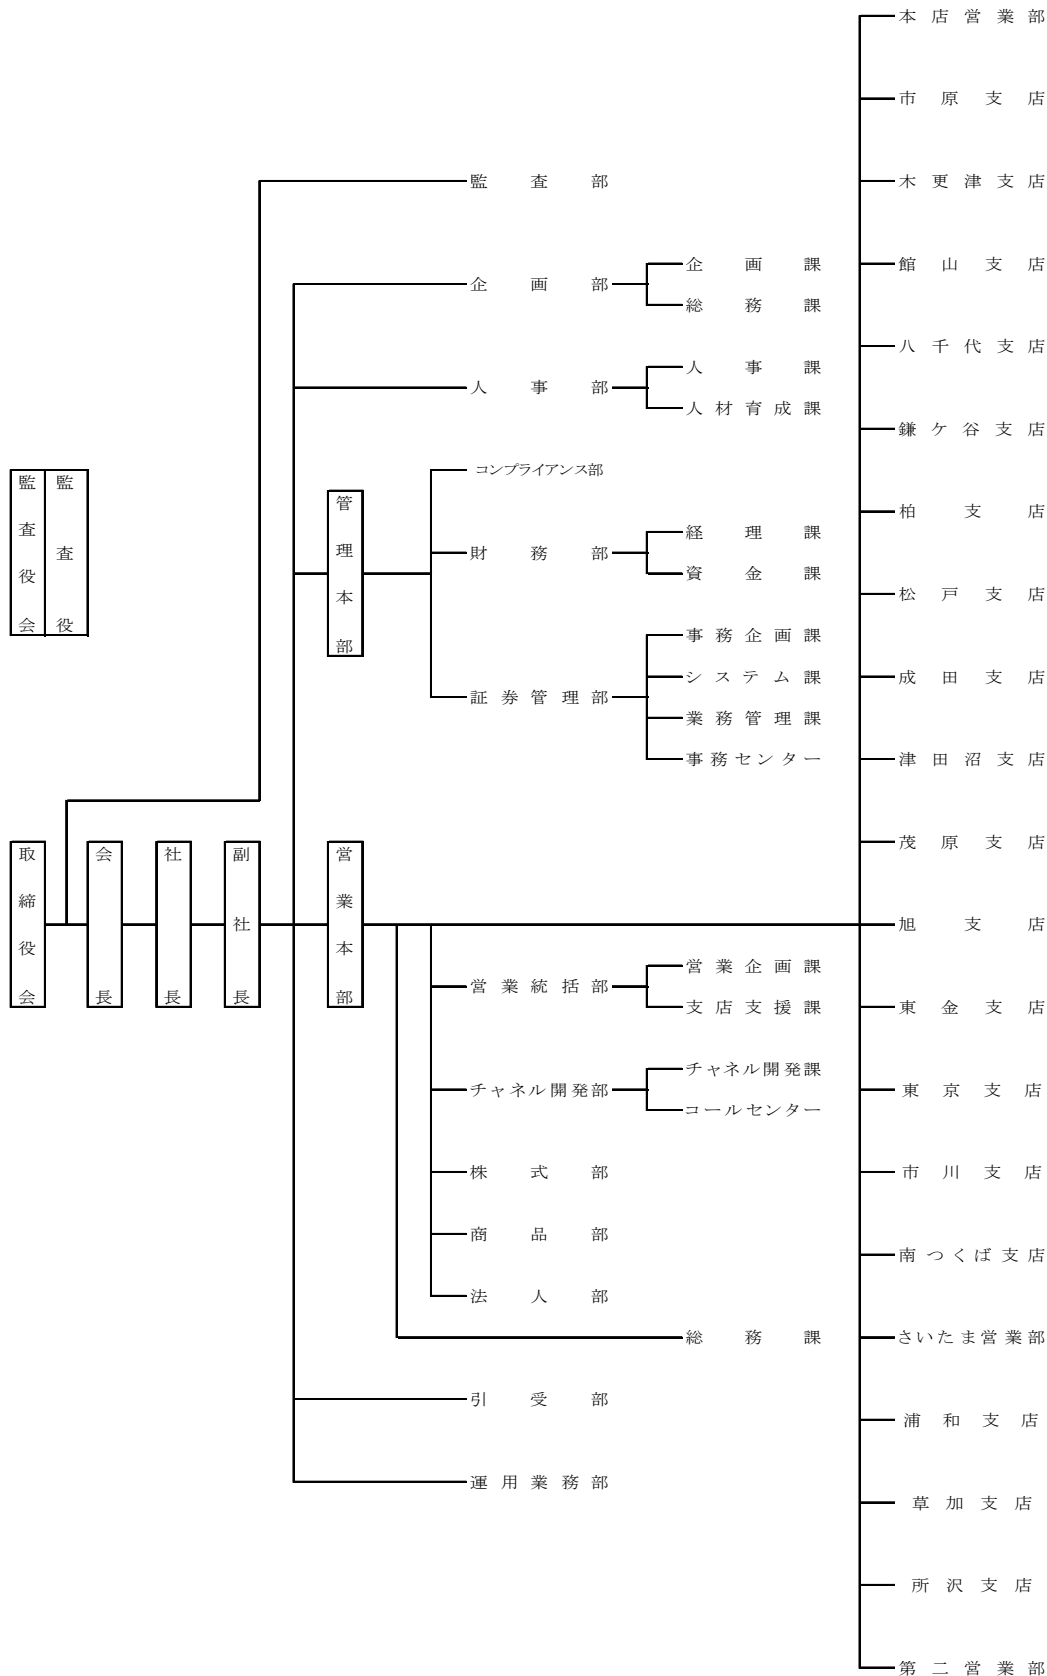 監査役会
監査役
取締役会
会長
社長
副社長
監査部
企画部
企画課
総務課
人事部
人事課
人材育成課
管理本部
コンプライアンス部
財務部
経理課
資金課
証券管理部
事務企画課
システム課
業務管理課
事務センター
営業本部
営業統括部
営業企画課
支店支援課
チャネル開発部
チャネル開発課
コールセンター
株式部
商品部
法人部
総務課
引受部
運用業務部
本店営業部
市原支店
木更津支店
館山支店
八千代支店
鎌ケ谷支店
柏支店
松戸支店
成田支店
津田沼支店
茂原支店
旭支店
東金支店
東京支店
市川支店
南つくば支店
さいたま営業部
浦和支店
草加支店
所沢支店
第二営業部